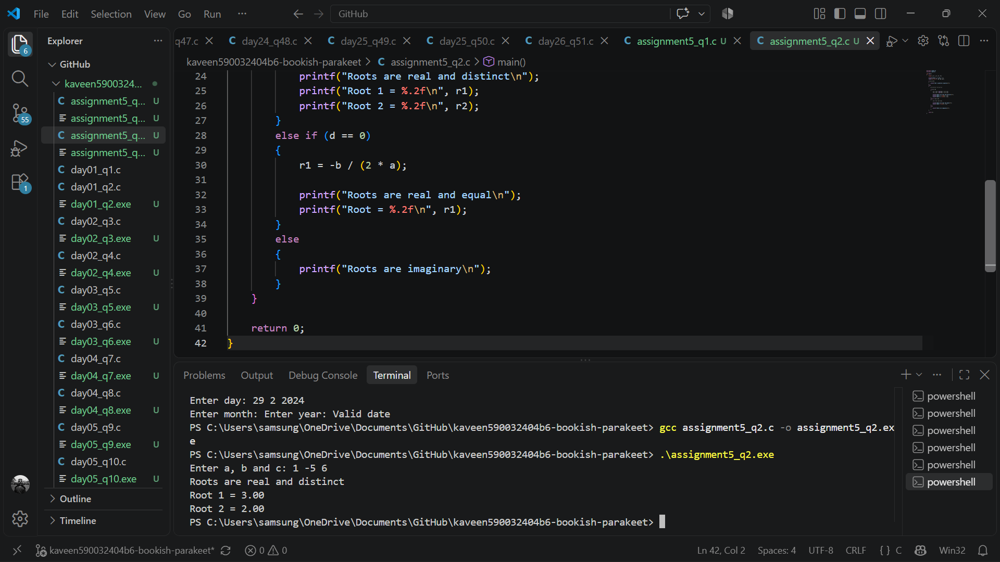 File Edit Selection View Go Run ···
GitHub
Explorer
GitHub
kaveen5900324...
assignment5_q... U
assignment5_q... U
assignment5_q... U
assignment5_q... U
day01_q1.c
day01_q2.c
day01_q2.exe U
day02_q3.c
day02_q3.exe U
day02_q4.c
day02_q4.exe U
day03_q5.c
day03_q5.exe U
day03_q6.c
day03_q6.exe U
day04_q7.c
day04_q7.exe U
day04_q8.c
day04_q8.exe U
day05_q9.c
day05_q9.exe U
day05_q10.c
day05_q10.exe U
Outline
Timeline
6
55
1
q47.c C day24_q48.c C day25_q49.c C day25_q50.c C day26_q51.c C assignment5_q1.c U C assignment5_q2.c U
kaveen590032404b6-bookish-parakeet > C assignment5_q2.c > main()
24 printf("Roots are real and distinct\n");
25 printf("Root 1 = %.2f\n", r1);
26 printf("Root 2 = %.2f\n", r2);
27 }
28 else if (d == 0)
29 {
30 r1 = -b / (2 * a);
31
32 printf("Roots are real and equal\n");
33 printf("Root = %.2f\n", r1);
34 }
35 else
36 {
37 printf("Roots are imaginary\n");
38 }
39 }
40
41 return 0;
42 }
Problems Output Debug Console Terminal Ports
Enter day: 29 2 2024
Enter month: Enter year: Valid date
PS C:\Users\samsung\OneDrive\Documents\GitHub\kaveen590032404b6-bookish-parakeet> gcc assignment5_q2.c -o assignment5_q2.ex
e
PS C:\Users\samsung\OneDrive\Documents\GitHub\kaveen590032404b6-bookish-parakeet> .\assignment5_q2.exe
Enter a, b and c: 1 -5 6
Roots are real and distinct
Root 1 = 3.00
Root 2 = 2.00
PS C:\Users\samsung\OneDrive\Documents\GitHub\kaveen590032404b6-bookish-parakeet>
powershell
powershell
powershell
powershell
powershell
powershell
kaveen590032404b6-bookish-parakeet* 0 0 Ln 42, Col 2 Spaces: 4 UTF-8 CRLF {} C Win32